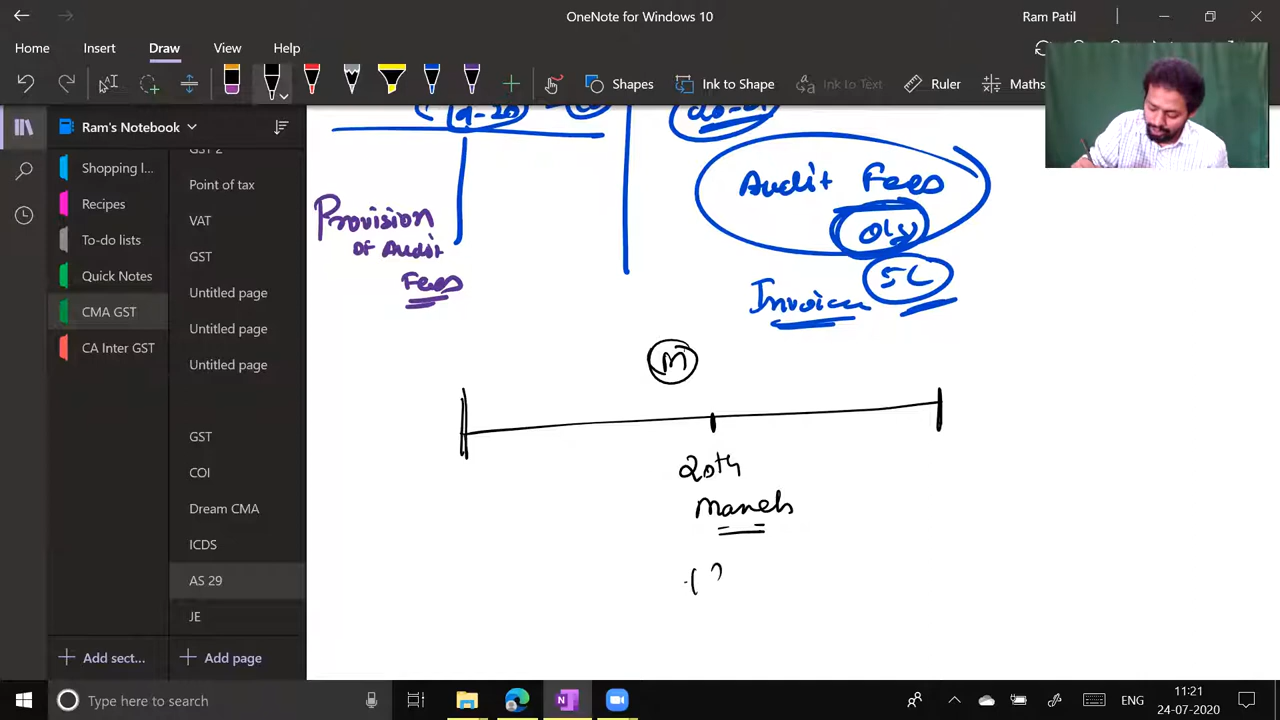 OneNote for Windows 10
Ram Patil
Home Insert Draw View Help
Shapes Ink to Shape Ink to Text Ruler Maths
Ram's Notebook
Shopping l...
Recipes
To-do lists
Quick Notes
CMA GST
CA Inter GST
GST 2
Point of tax
VAT
GST
Untitled page
Untitled page
Untitled page
GST
COI
Dream CMA
ICDS
AS 29
JE
Add sect...
Add page
Provision
of Audit
Fees
Audit Fees
5L
Invoice
M
20th
March
Type here to search
ENG
11:21
24-07-2020